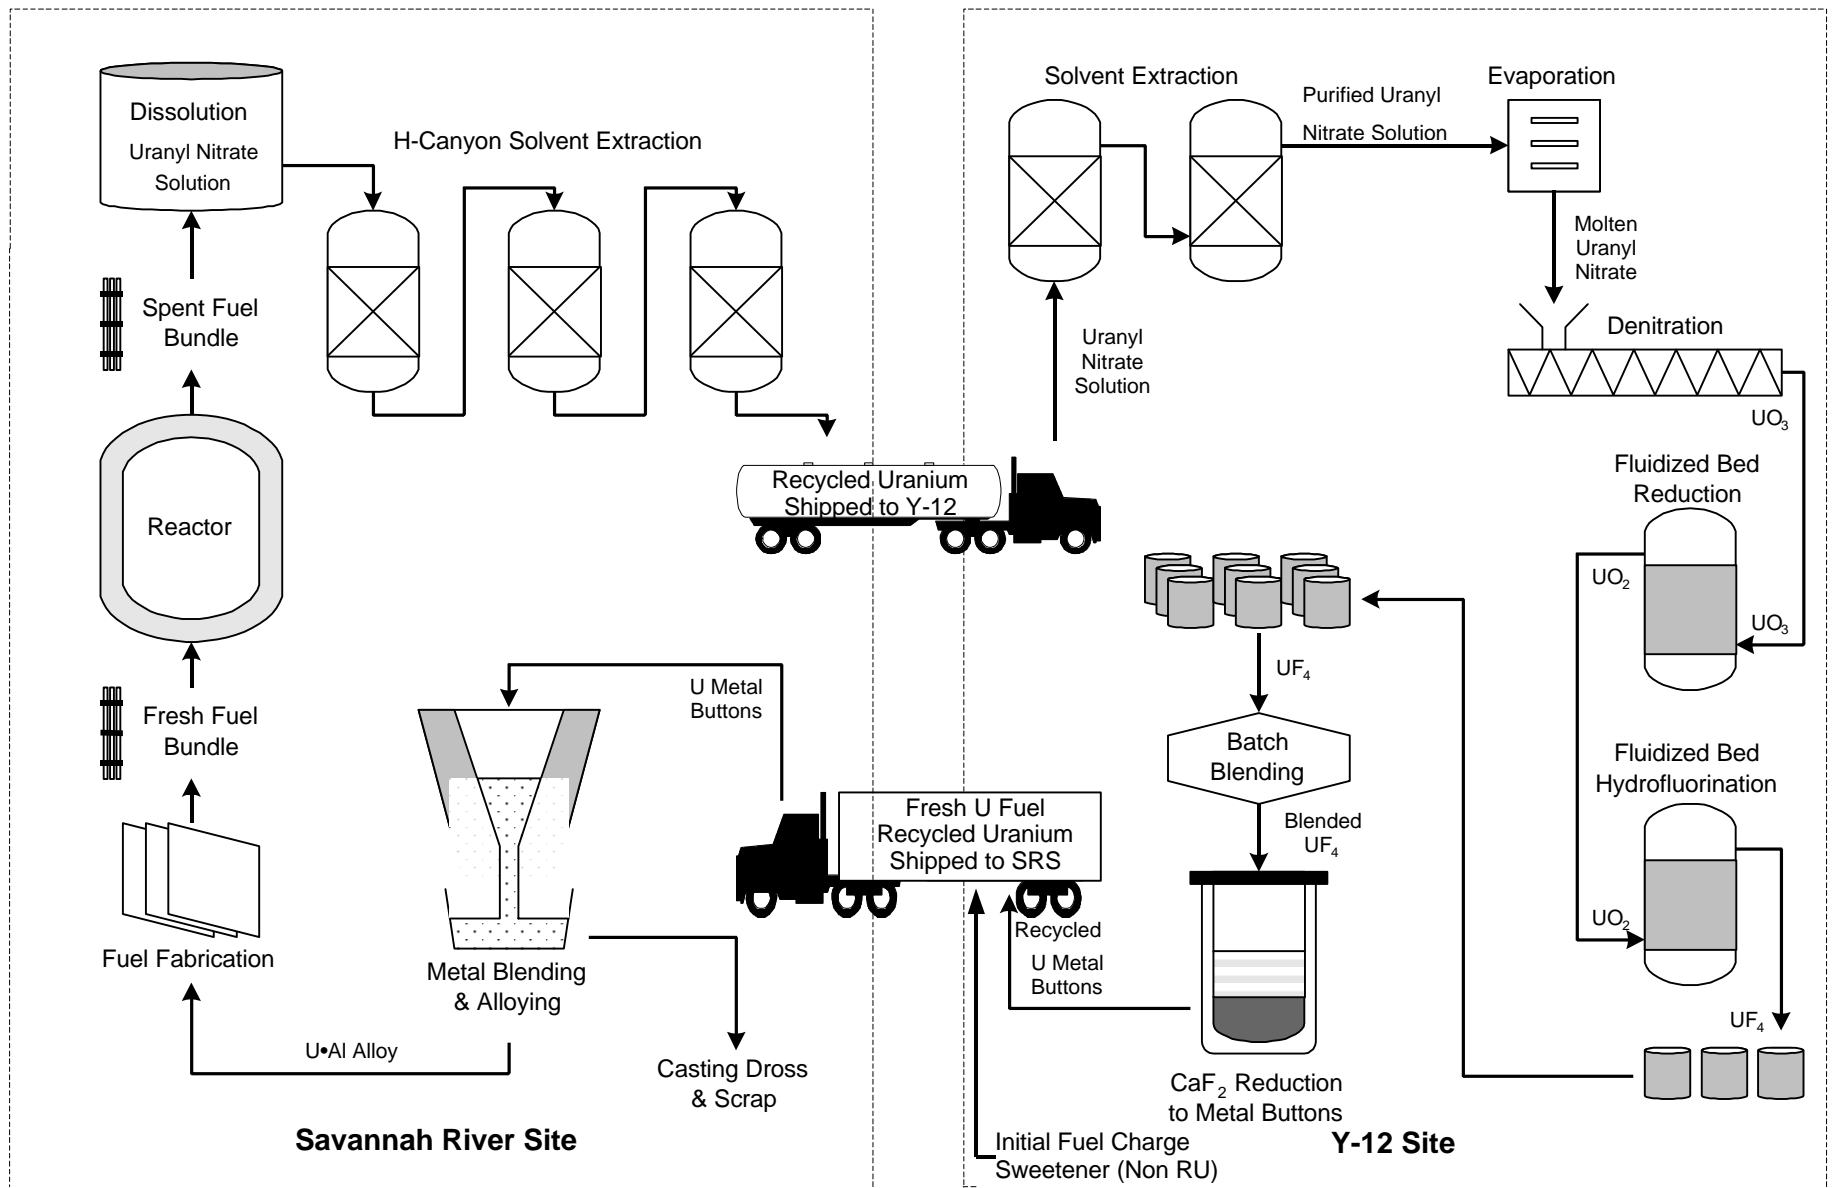 Dissolution
Uranyl Nitrate
Solution
H-Canyon Solvent Extraction
Spent Fuel
Bundle
Reactor
Fresh Fuel
Bundle
Fuel Fabrication
U•Al Alloy
Metal Blending
& Alloying
U Metal
Buttons
Casting Dross
& Scrap
Savannah River Site
Recycled Uranium
Shipped to Y-12
Fresh U Fuel
Recycled Uranium
Shipped to SRS
Solvent Extraction
Purified Uranyl
Nitrate Solution
Evaporation
Uranyl
Nitrate
Solution
Molten
Uranyl
Nitrate
Denitration
UO3
Fluidized Bed
Reduction
UO2
UO3
Fluidized Bed
Hydrofluorination
UO2
UF4
UF4
Batch
Blending
Blended
UF4
Recycled
U Metal
Buttons
CaF2 Reduction
to Metal Buttons
Initial Fuel Charge
Sweetener (Non RU)
Y-12 Site